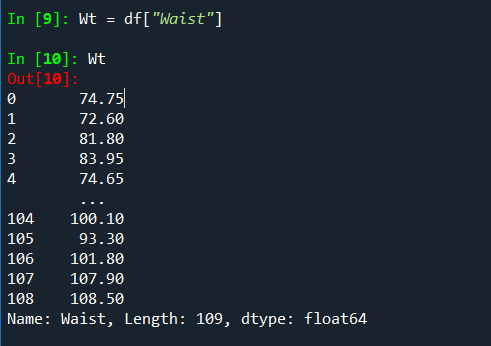 In [9]: Wt = df["Waist"]
In [10]: Wt
Out[10]:
0 74.75
1 72.60
2 81.80
3 83.95
4 74.65
...
104 100.10
105 93.30
106 101.80
107 107.90
108 108.50
Name: Waist, Length: 109, dtype: float64